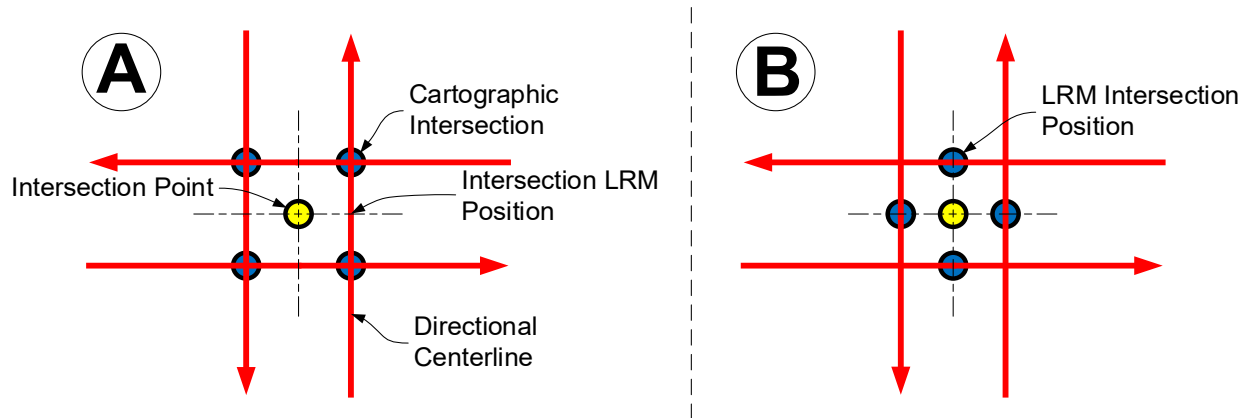 A
Cartographic
Intersection
Intersection Point
Intersection LRM
Position
Directional
Centerline
B
LRM Intersection
Position